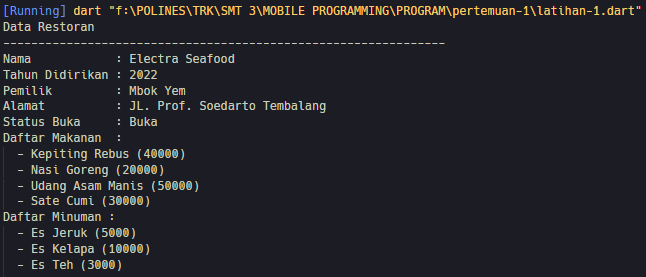 [Running] dart "f:\POLINES\TRK\SMT 3\MOBILE PROGRAMMING\PROGRAM\pertemuan-1\latihan-1.dart"
Data Restoran
---------------------------------------------------------------
Nama            : Electra Seafood
Tahun Didirikan : 2022
Pemilik         : Mbok Yem
Alamat          : JL. Prof. Soedarto Tembalang
Status Buka     : Buka
Daftar Makanan  :
  - Kepiting Rebus (40000)
  - Nasi Goreng (20000)
  - Udang Asam Manis (50000)
  - Sate Cumi (30000)
Daftar Minuman :
  - Es Jeruk (5000)
  - Es Kelapa (10000)
  - Es Teh (3000)